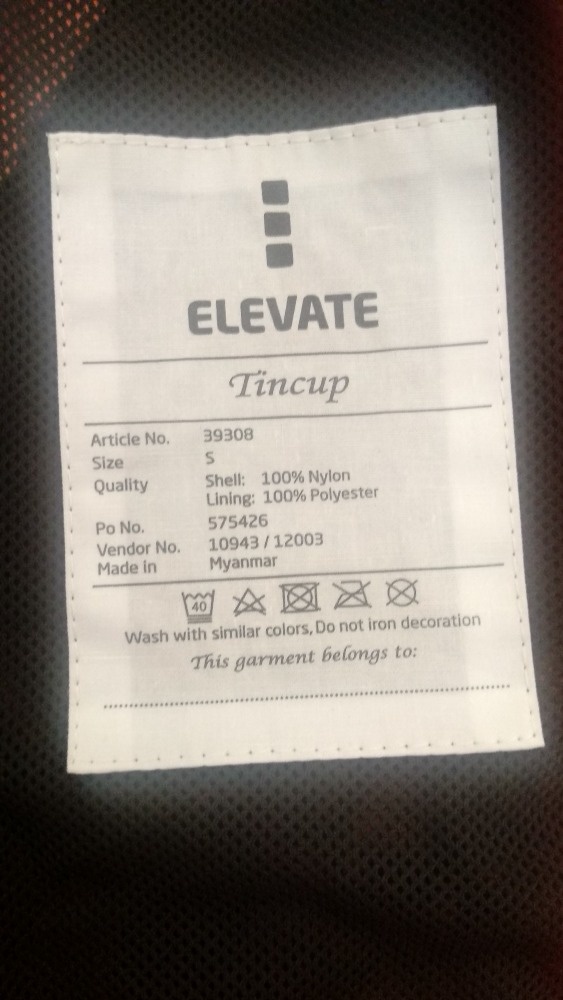 ELEVATE
Tincup
Article No. 39308
Size S
Quality Shell: 100% Nylon
Lining: 100% Polyester
Po No. 575426
Vendor No. 10943 / 12003
Made in Myanmar
40
Wash with similar colors, Do not iron decoration
This garment belongs to: